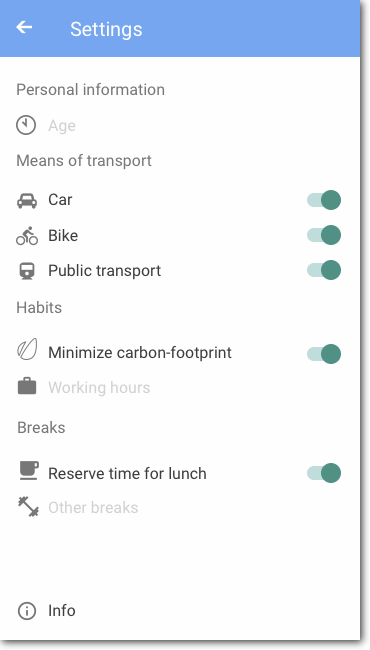 Settings
Personal information
Age
Means of transport
Car
Bike
Public transport
Habits
Minimize carbon-footprint
Working hours
Breaks
Reserve time for lunch
Other breaks
Info